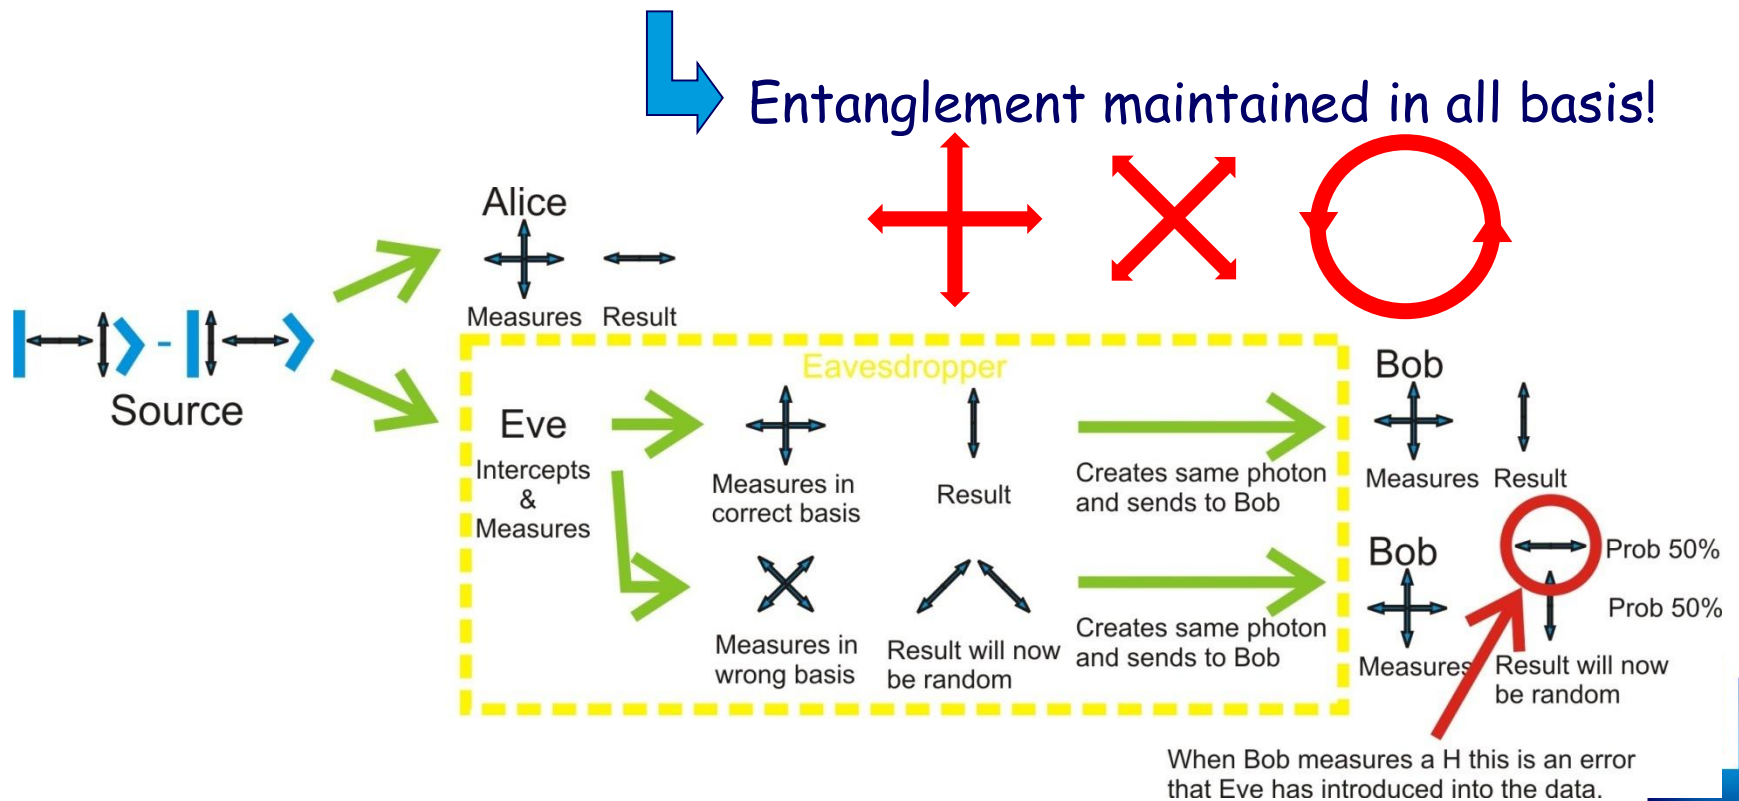 Entanglement maintained in all basis!
Alice
Measures Result
Source
Eavesdropper
Eve
Intercepts
&
Measures
Measures in
correct basis
Result
Creates same photon
and sends to Bob
Bob
Measures Result
Measures in
wrong basis
Result will now
be random
Creates same photon
and sends to Bob
Bob
Prob 50%
Prob 50%
Measures
Result will now
be random
When Bob measures a H this is an error
that Eve has introduced into the data.